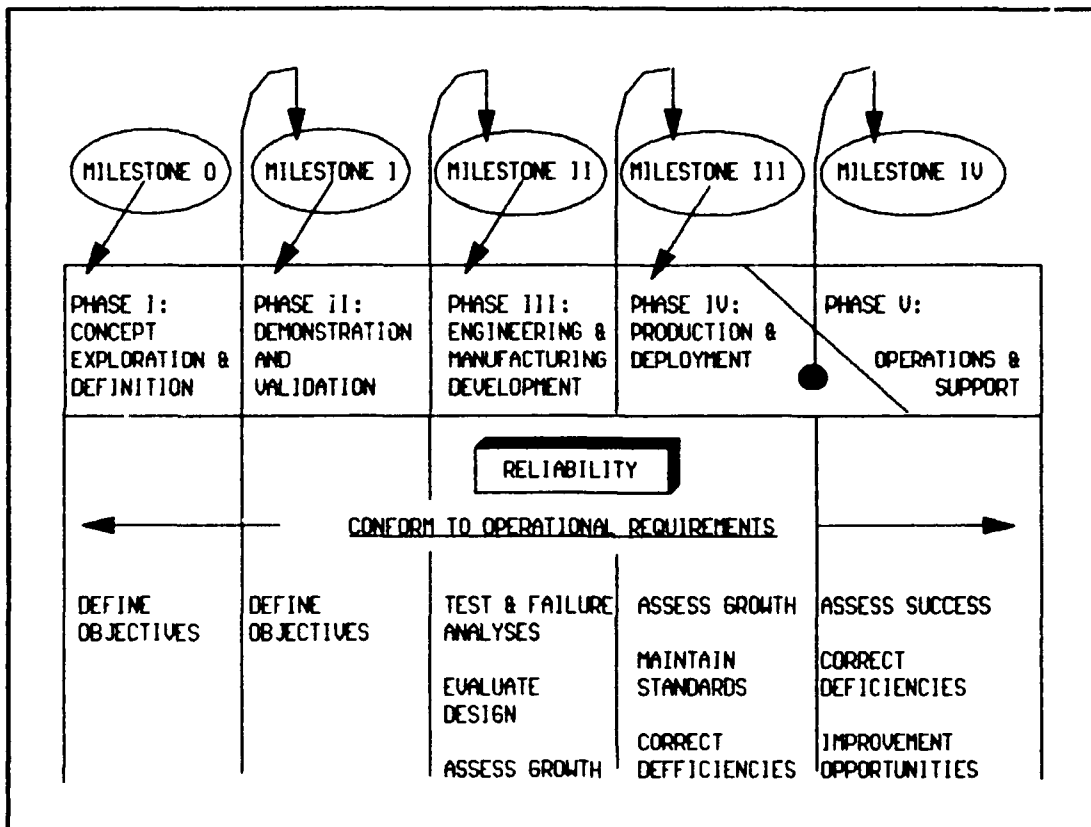 MILESTONE 0
MILESTONE I
MILESTONE II
MILESTONE III
MILESTONE IV
PHASE I:
CONCEPT
EXPLORATION &
DEFINITION
PHASE II:
DEMONSTRATION
AND
VALIDATION
PHASE III:
ENGINEERING &
MANUFACTURING
DEVELOPMENT
PHASE IV:
PRODUCTION &
DEPLOYMENT
PHASE V:
OPERATIONS &
SUPPORT
RELIABILITY
CONFORM TO OPERATIONAL REQUIREMENTS
DEFINE
OBJECTIVES
DEFINE
OBJECTIVES
TEST & FAILURE
ANALYSES
EVALUATE
DESIGN
ASSESS GROWTH
ASSESS GROWTH
MAINTAIN
STANDARDS
CORRECT
DEFFICIENCIES
ASSESS SUCCESS
CORRECT
DEFICIENCIES
IMPROVEMENT
OPPORTUNITIES